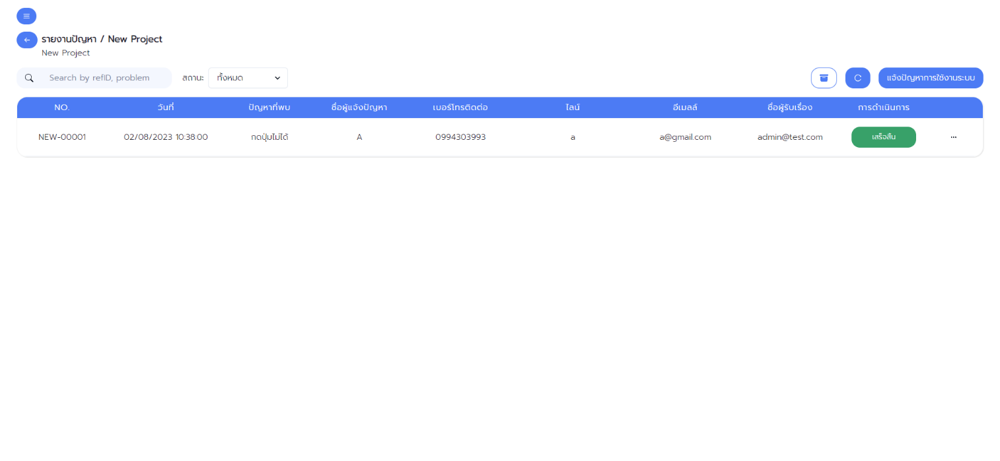 รายงานปัญหา / New Project
New Project
Search by refID, problem สถานะ ทั้งหมด แจ้งปัญหาการใช้งานระบบ
NO. วันที่ ปัญหาที่พบ ชื่อผู้แจ้งปัญหา เบอร์โทรติดต่อ ไลน์ อีเมลล์ ชื่อผู้รับเรื่อง การดำเนินการ
NEW-00001 02/08/2023 10:38:00 กดปุ่มไม่ได้ A 0994303993 a a@gmail.com admin@test.com เสร็จสิ้น